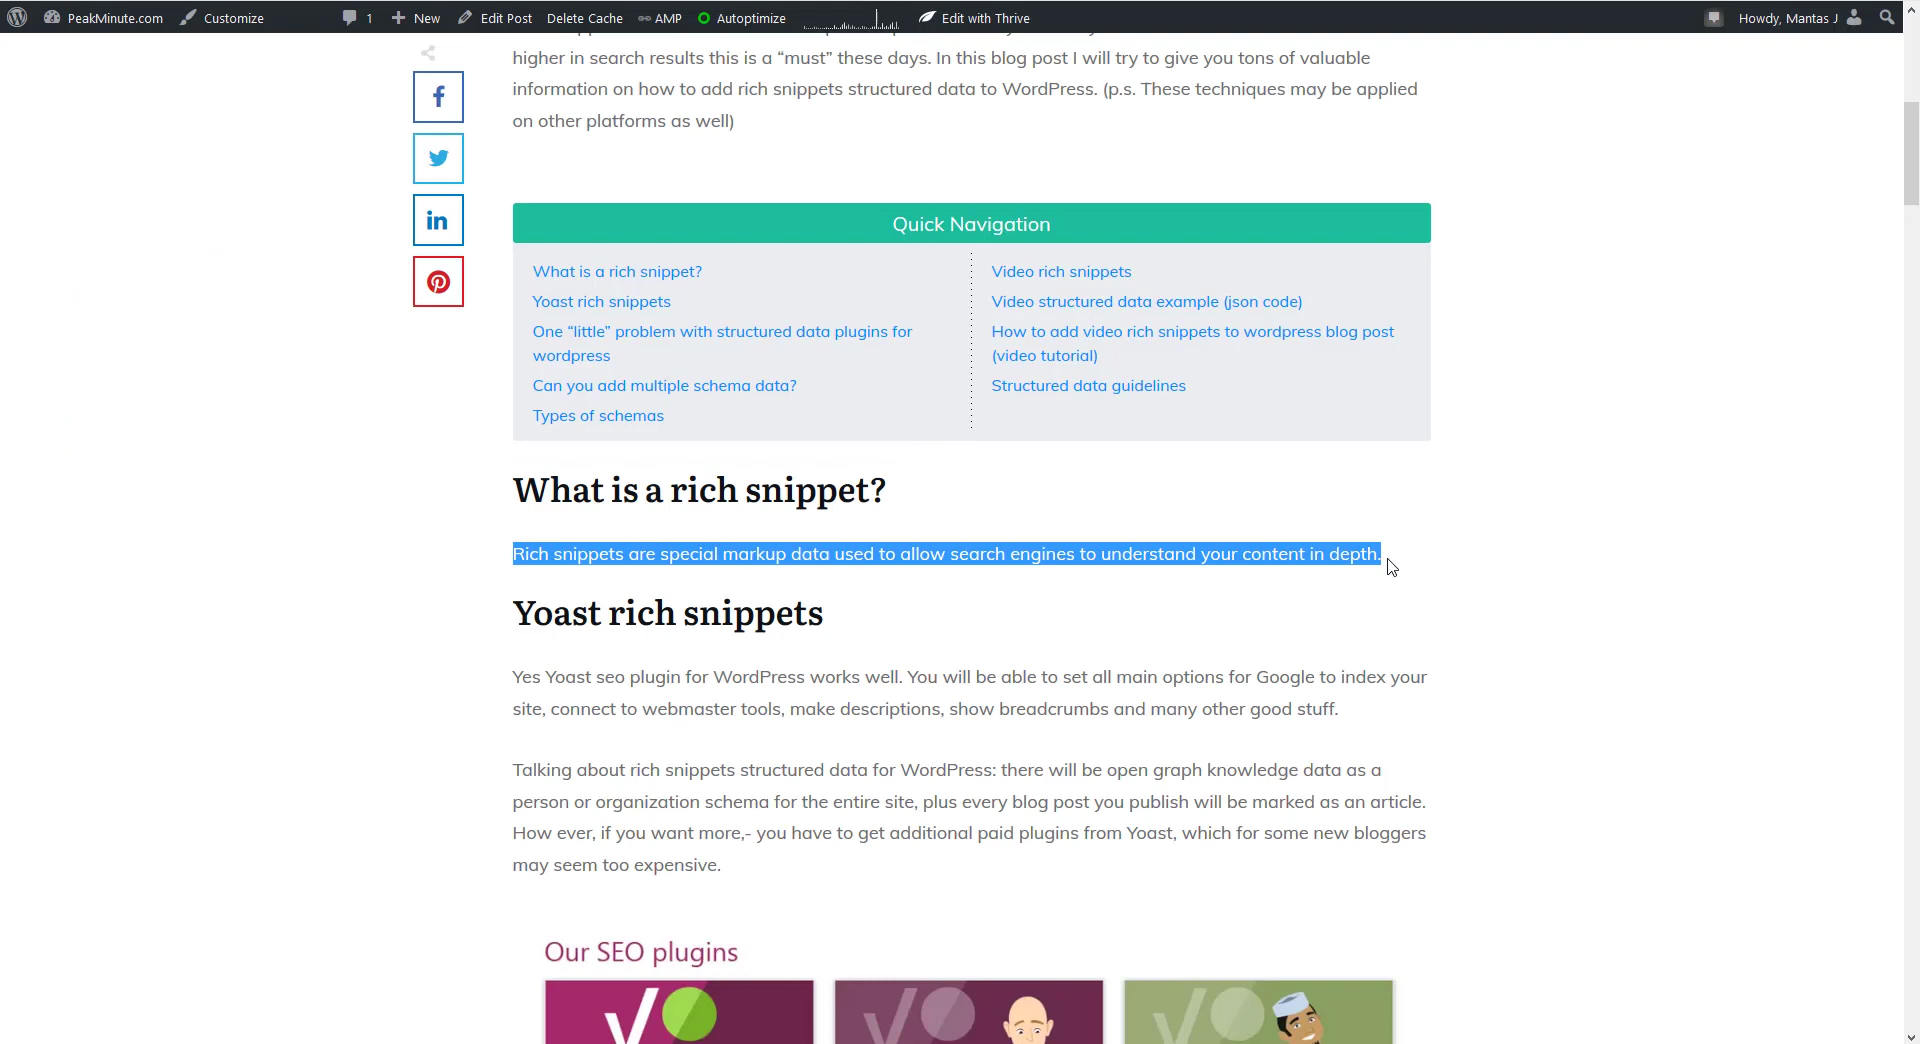 PeakMinute.com Customize 1 New Edit Post Delete Cache AMP Autoptimize Edit with Thrive Howdy, Mantas J
higher in search results this is a “must” these days. In this blog post I will try to give you tons of valuable
information on how to add rich snippets structured data to WordPress. (p.s. These techniques may be applied
on other platforms as well)
Quick Navigation
What is a rich snippet?
Yoast rich snippets
One “little” problem with structured data plugins for
wordpress
Can you add multiple schema data?
Types of schemas
Video rich snippets
Video structured data example (json code)
How to add video rich snippets to wordpress blog post
(video tutorial)
Structured data guidelines
What is a rich snippet?
Rich snippets are special markup data used to allow search engines to understand your content in depth.
Yoast rich snippets
Yes Yoast seo plugin for WordPress works well. You will be able to set all main options for Google to index your
site, connect to webmaster tools, make descriptions, show breadcrumbs and many other good stuff.
Talking about rich snippets structured data for WordPress: there will be open graph knowledge data as a
person or organization schema for the entire site, plus every blog post you publish will be marked as an article.
How ever, if you want more,- you have to get additional paid plugins from Yoast, which for some new bloggers
may seem too expensive.
Our SEO plugins